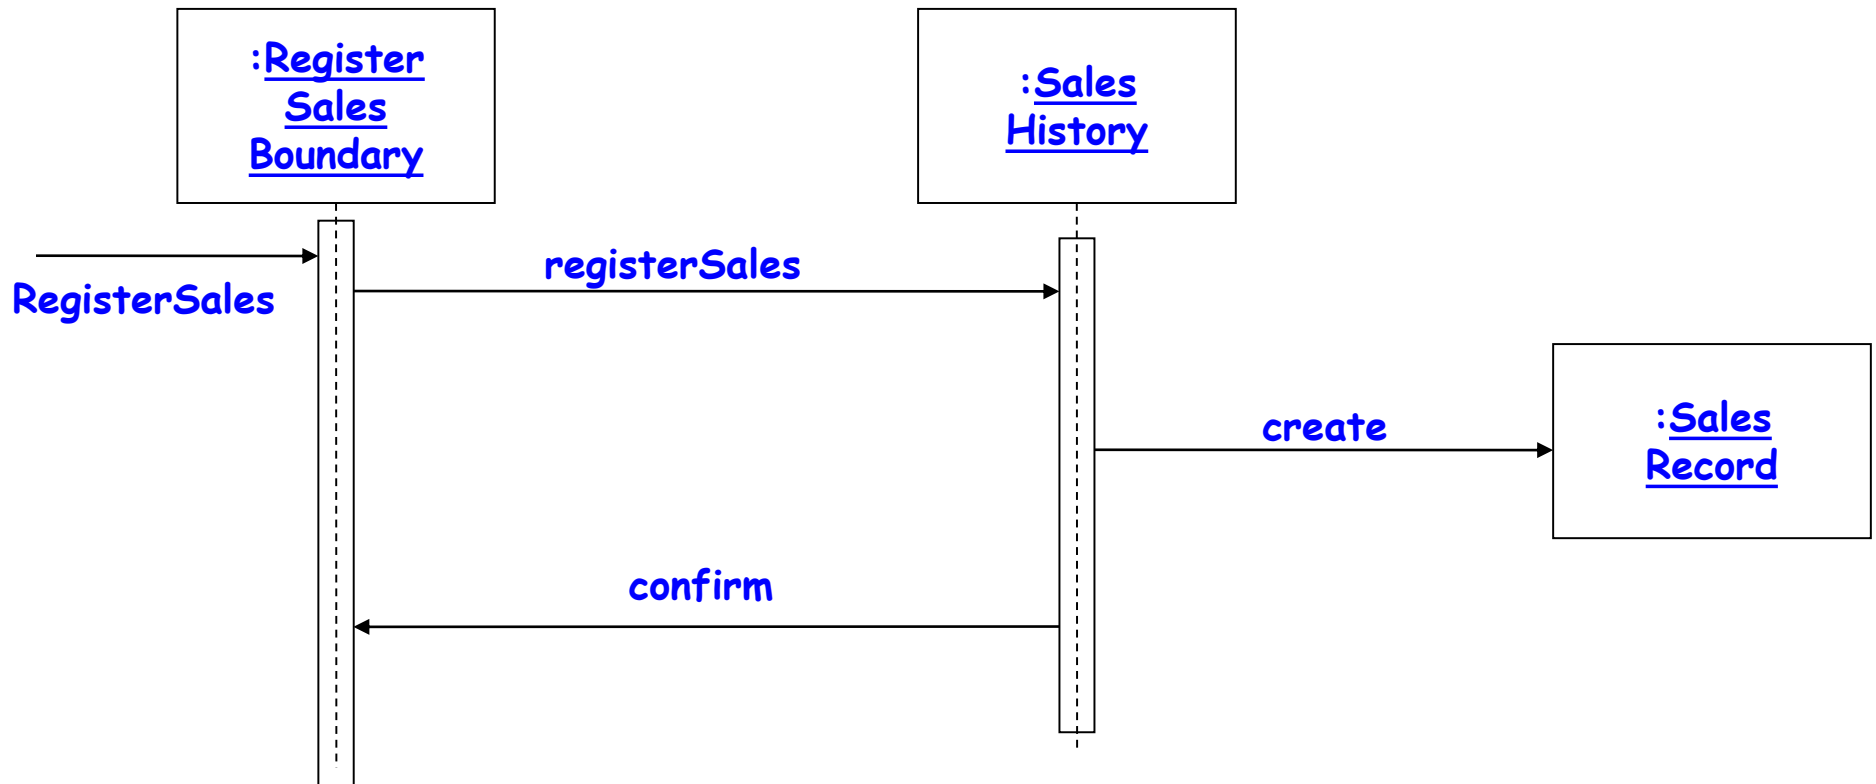 :Register
Sales
Boundary
:Sales
History
RegisterSales
registerSales
create
:Sales
Record
confirm